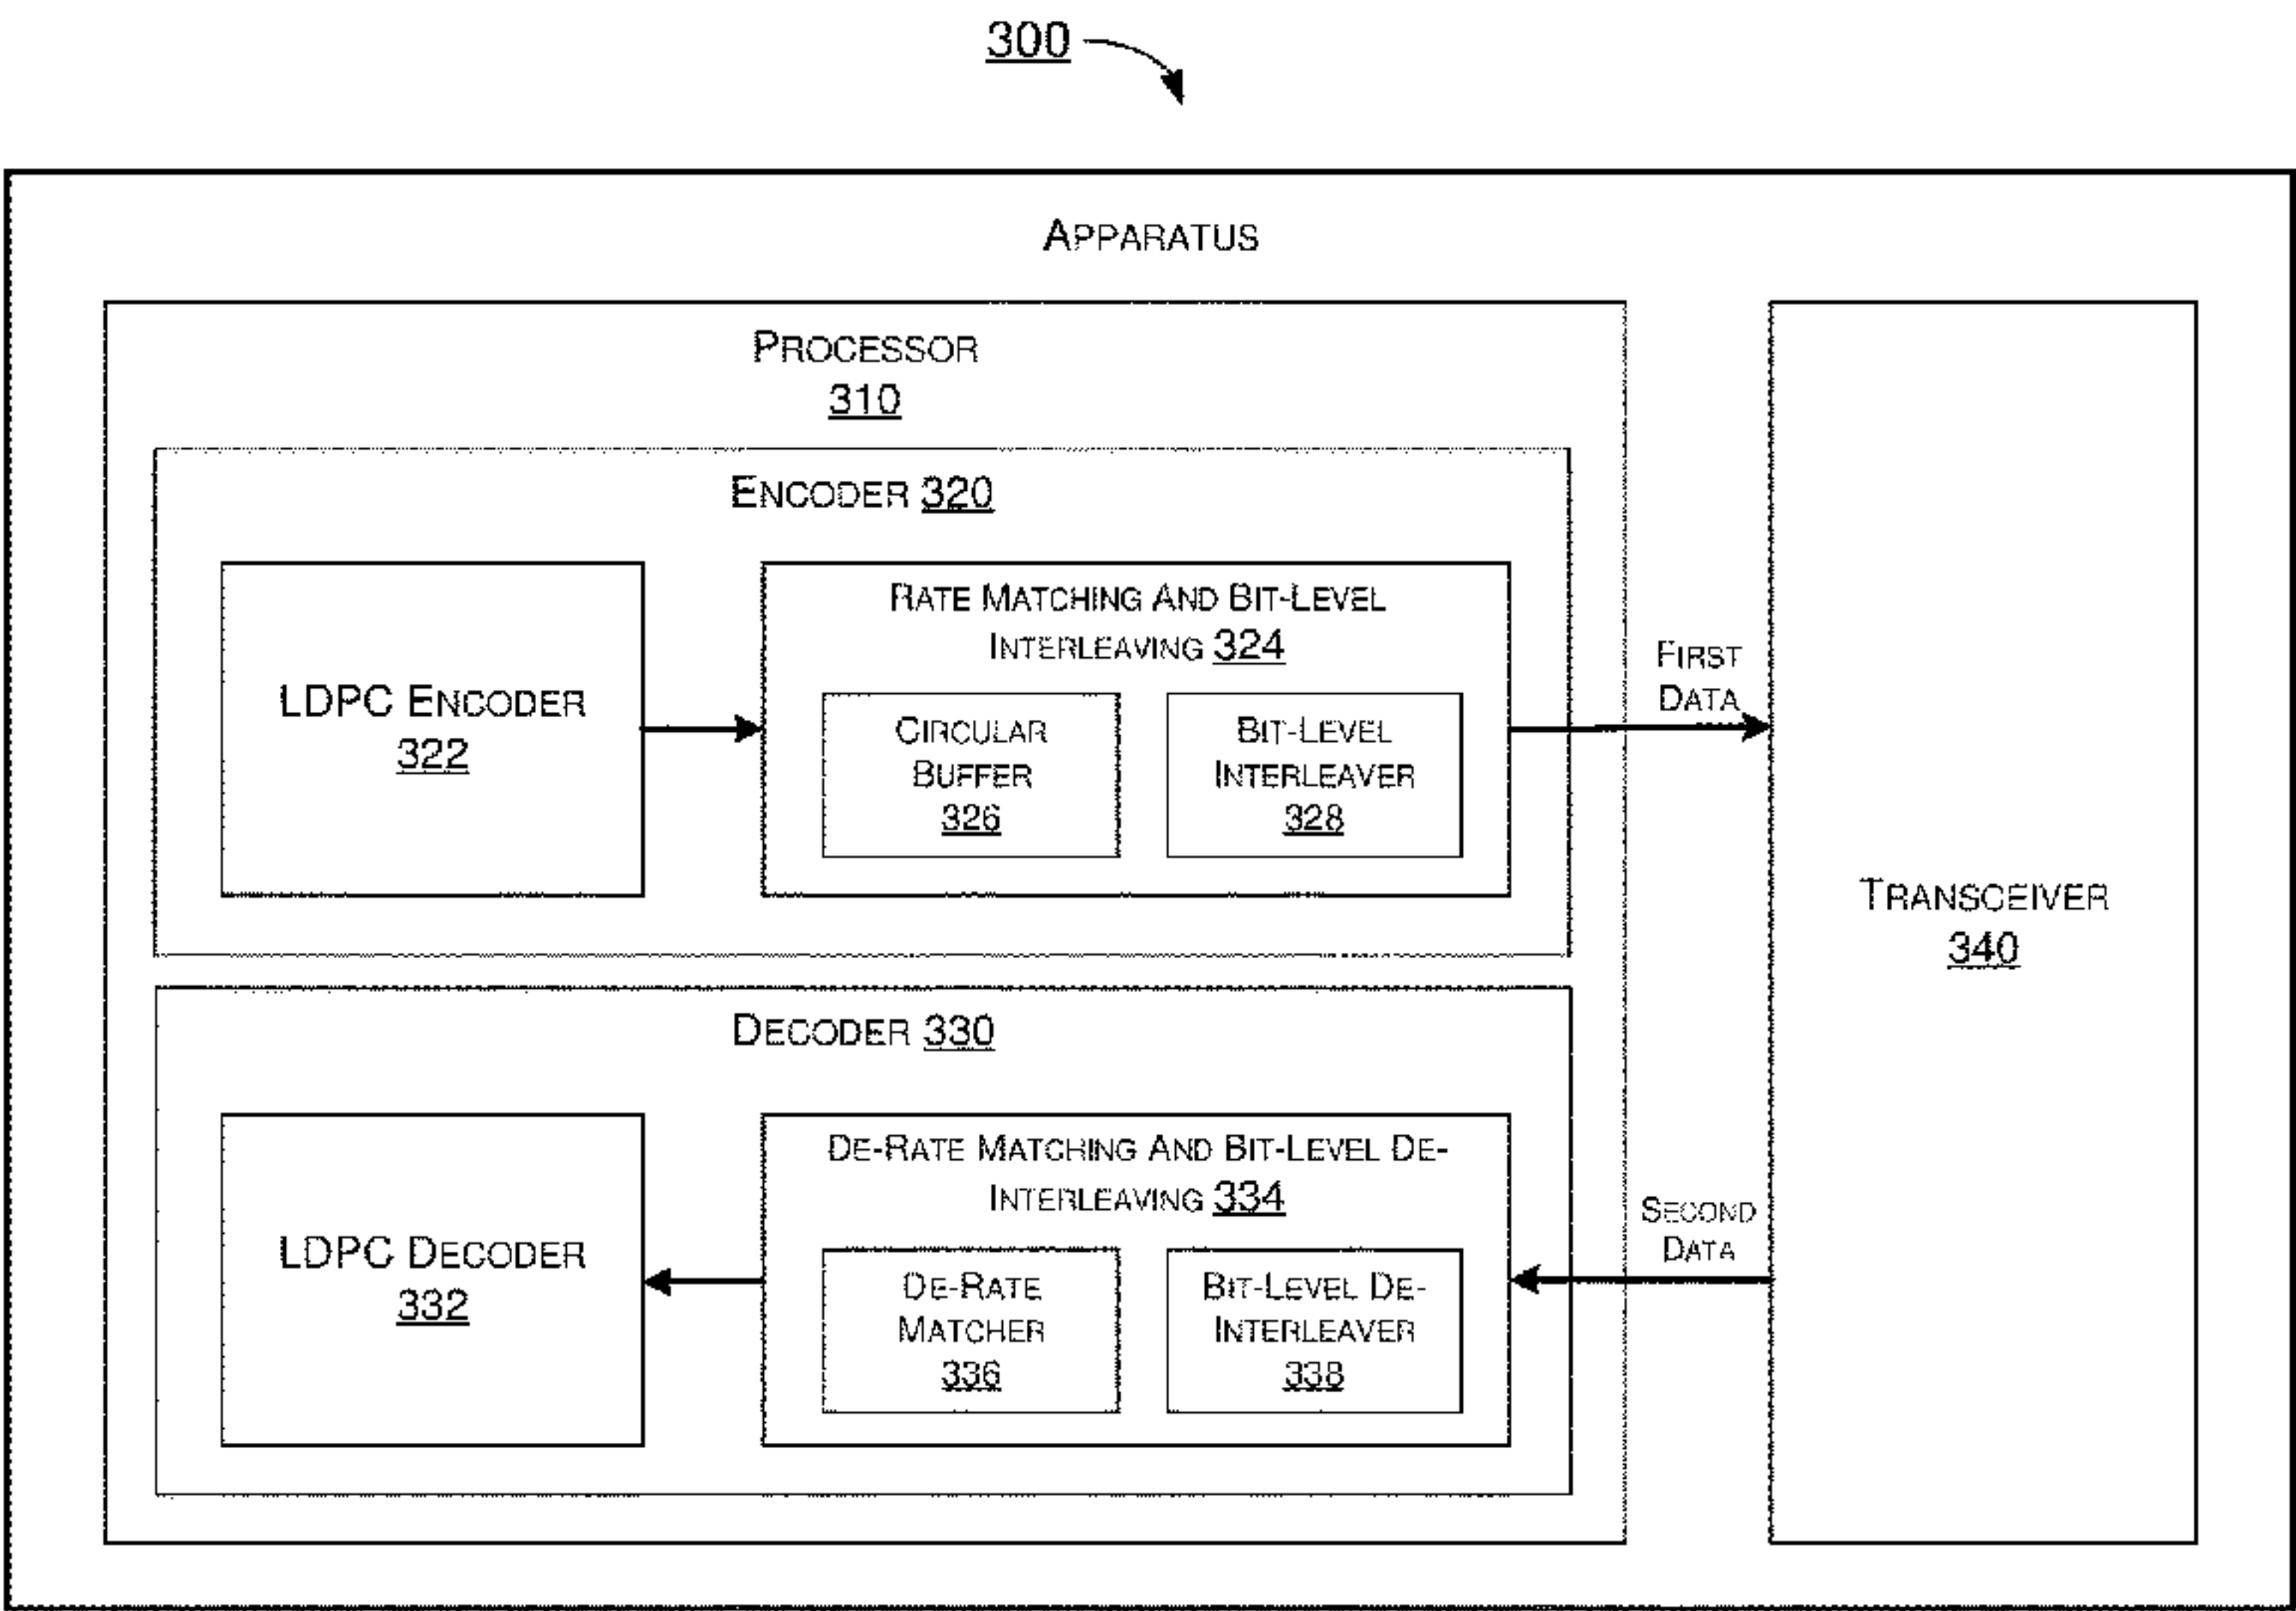 300
APPARATUS
PROCESSOR
310
ENCODER 320
LDPC ENCODER
322
RATE MATCHING AND BIT-LEVEL
INTERLEAVING 324
CIRCULAR
BUFFER
326
BIT-LEVEL
INTERLEAVER
328
FIRST
DATA
TRANSCEIVER
340
DECODER 330
LDPC DECODER
332
DE-RATE MATCHING AND BIT-LEVEL DE-
INTERLEAVING 334
DE-RATE
MATCHER
336
BIT-LEVEL DE-
INTERLEAVER
338
SECOND
DATA